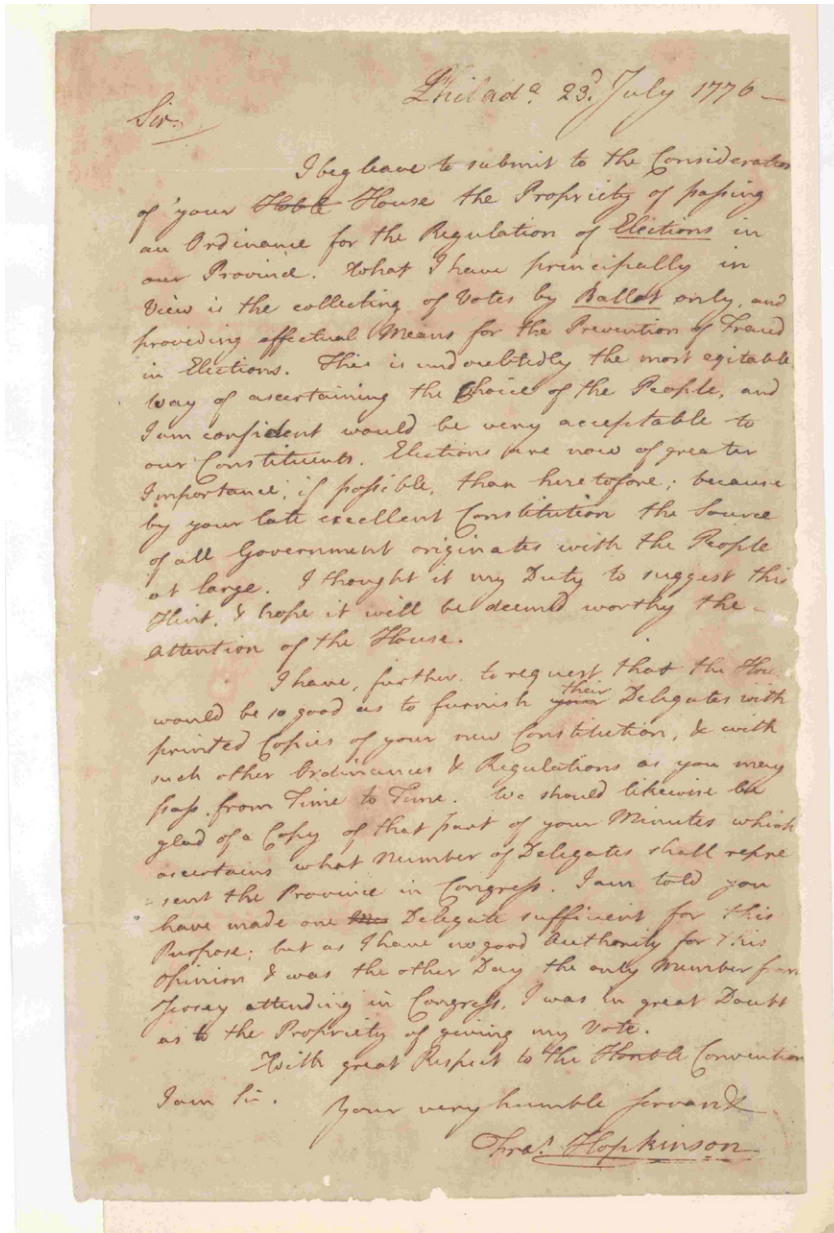 Philada. 23d. July 1776 —
Sir.
I beg leave to submit to the Consideration
of your Hoble House the Propriety of passing
an Ordinance for the Regulation of Elections in
our Province. What I have principally in
View is the collecting of Votes by Ballot only, and
providing effectual Means for the Prevention of Fraud
in Elections. This is undoubtedly the most eqitable
way of ascertaining the Choice of the People, and
I am confident would be very acceptable to
our Constituents. Elections are now of greater
Importance, if possible, than heretofore; because
by your late excellent Constitution the Source
of all Government originates with the People
at large. I thought it my Duty to suggest this
Hint, & hope it will be deemed worthy the —
Attention of the House.
I have, further, to request that the Hou
would be so good as to furnish their Delegates with
printed Copies of your new Constitution, & with
such other Ordinances & Regulations as you may
pass from Time to Time. We should likewise be
glad of a Copy of that part of your Minutes which
ascertains what Number of Delegates shall repre
-sent the Province in Congress. I am told you
have made one Delegate sufficient for this
Purpose; but as I have no good Authority for this
Opinion & was the other Day the only Member from
Jersey attending in Congress, I was in great Doubt
as to the Propriety of giving my Vote.
With great Respect to the Honble Convention
I am Sir.
Your very humble Servant
Fras. Hopkinson